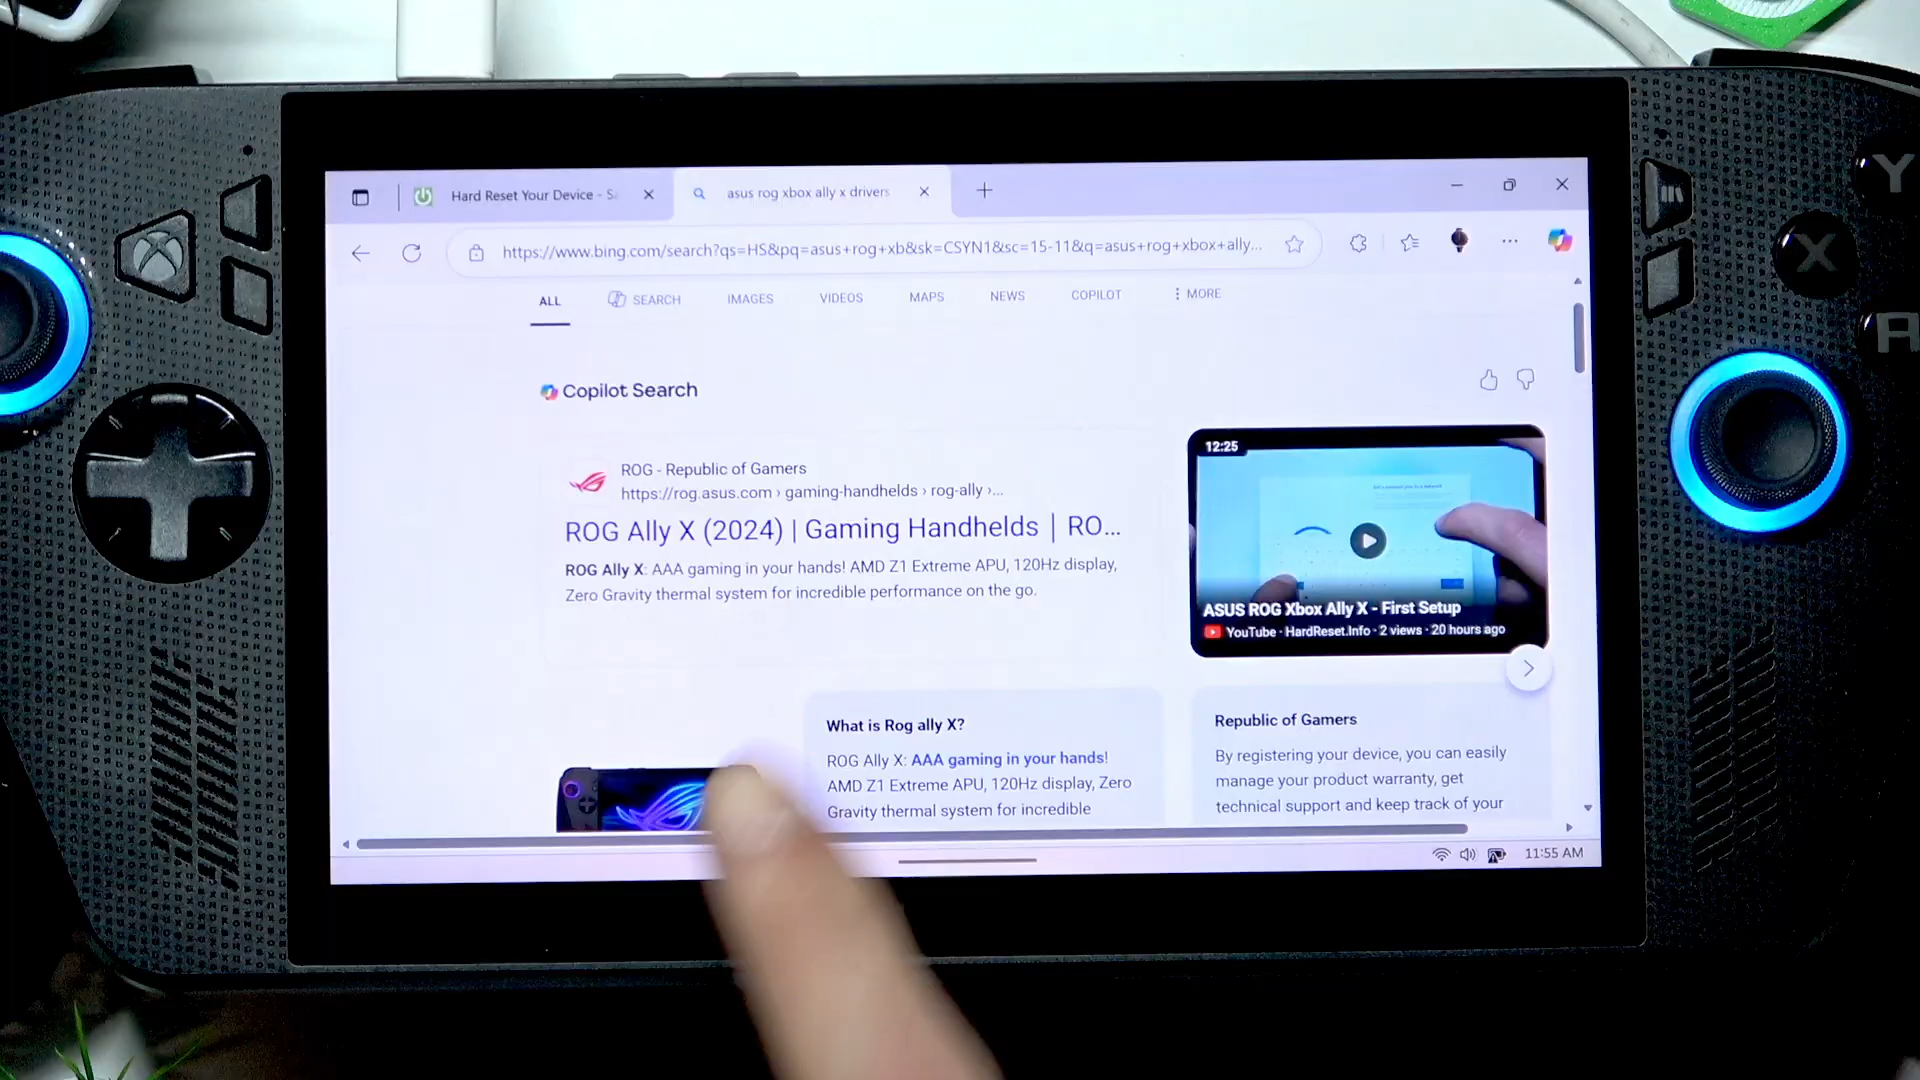 Hard Reset Your Device - S
asus rog xbox ally x drivers
https://www.bing.com/search?qs=HS&pq=asus+rog+xb&sk=CSYN1&sc=15-11&q=asus+rog+xbox+ally...
ALL SEARCH IMAGES VIDEOS MAPS NEWS COPILOT MORE
Copilot Search
ROG - Republic of Gamers
https://rog.asus.com › gaming-handhelds › rog-ally ›...
ROG Ally X (2024) | Gaming Handhelds | RO...
ROG Ally X: AAA gaming in your hands! AMD Z1 Extreme APU, 120Hz display,
Zero Gravity thermal system for incredible performance on the go.
12:25
ASUS ROG Xbox Ally X - First Setup
YouTube · HardReset.Info · 2 views · 20 hours ago
What is Rog ally X?
ROG Ally X: AAA gaming in your hands!
AMD Z1 Extreme APU, 120Hz display, Zero
Gravity thermal system for incredible
Republic of Gamers
By registering your device, you can easily
manage your product warranty, get
technical support and keep track of your
11:55 AM
Y
X
A